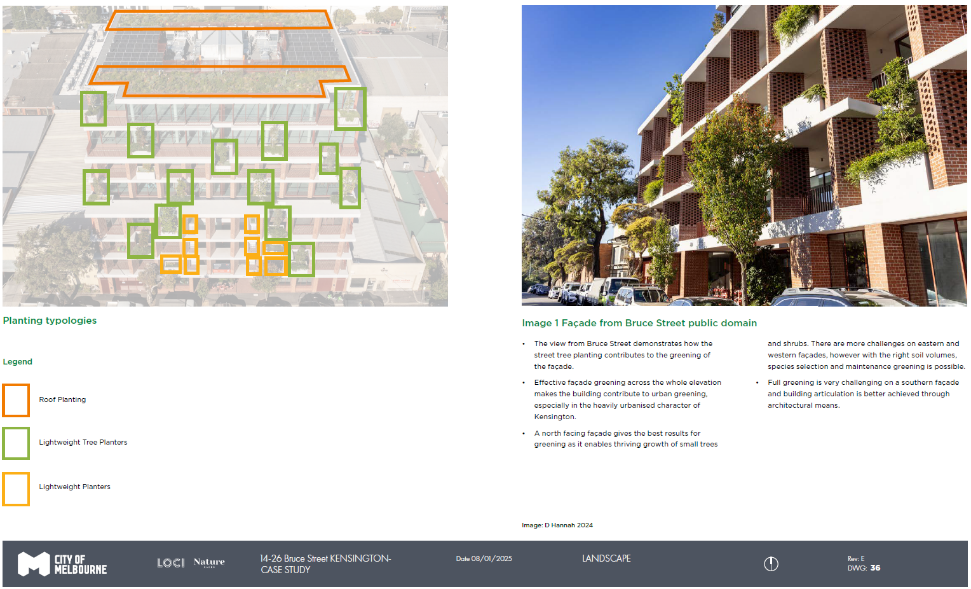 Planting typologies
Legend
Roof Planting
Lightweight Tree Planters
Lightweight Planters
Image 1 Façade from Bruce Street public domain
• The view from Bruce Street demonstrates how the
street tree planting contributes to the greening of
the façade.
• Effective façade greening across the whole elevation
makes the building contribute to urban greening,
especially in the heavily urbanised character of
Kensington.
• A north facing façade gives the best results for
greening as it enables thriving growth of small trees
and shrubs. There are more challenges on eastern and
western façades, however with the right soil volumes,
species selection and maintenance greening is possible.
• Full greening is very challenging on a southern façade
and building articulation is better achieved through
architectural means.
Image: D Hannah 2024
CITY OF
MELBOURNE
LOCI
Nature
14-26 Bruce Street KENSINGTON-
CASE STUDY
Date 08/01/2025
LANDSCAPE
Rev: E
DWG: 36